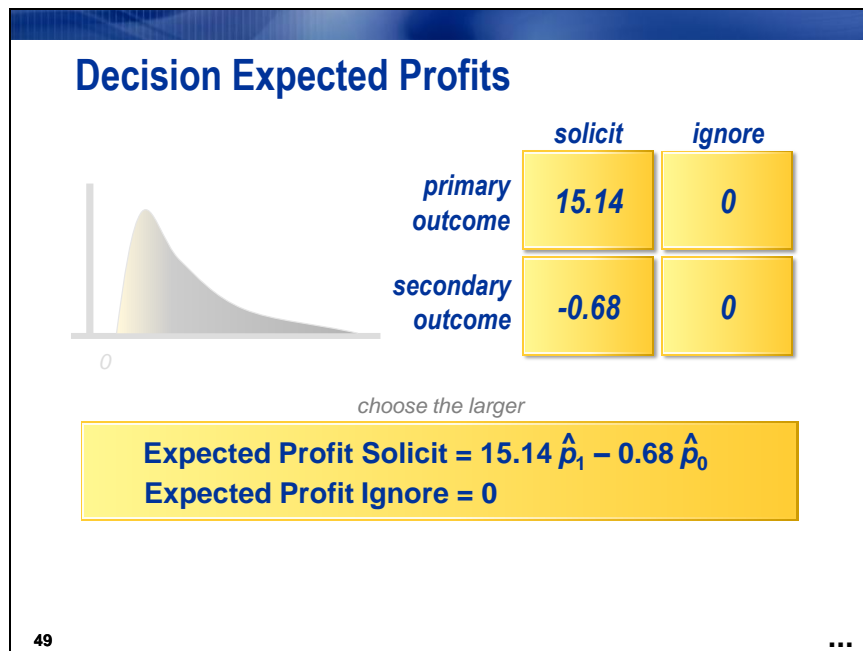 Decision Expected Profits
solicit ignore
primary
outcome
15.14 0
secondary
outcome
-0.68 0
0
choose the larger
Expected Profit Solicit = 15.14 p̂₁ – 0.68 p̂₀
Expected Profit Ignore = 0
49
...